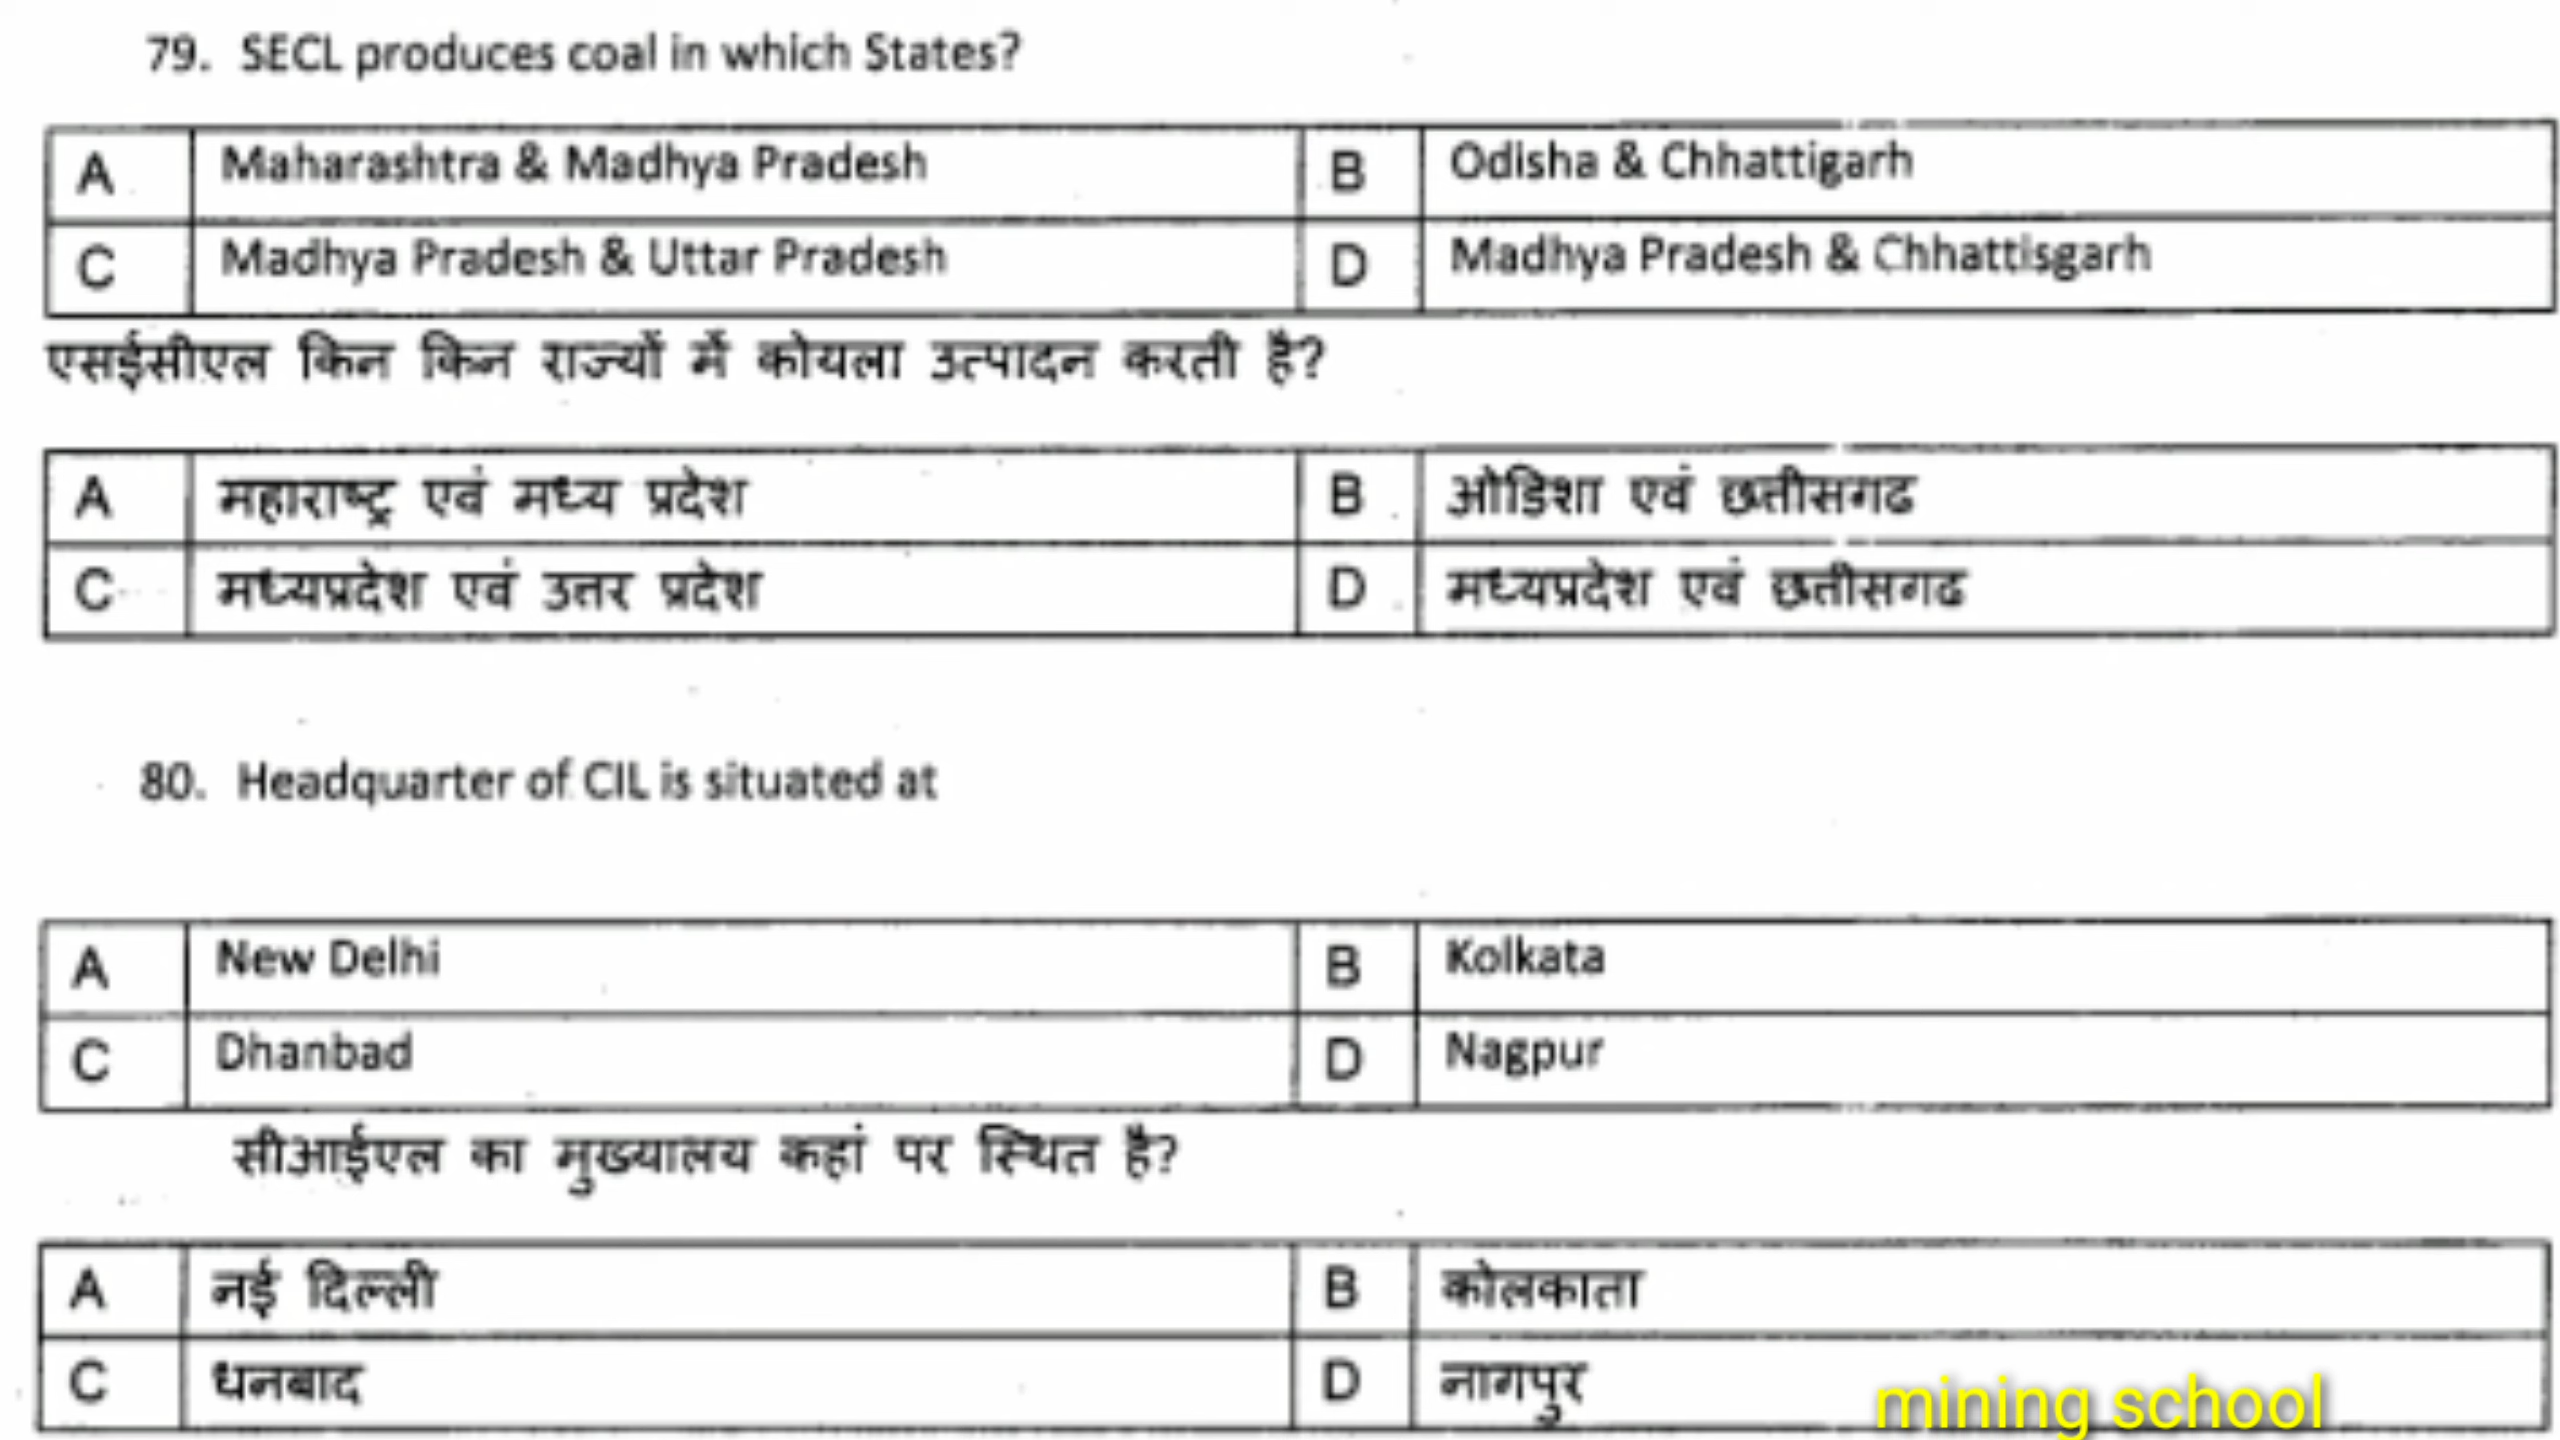 79. SECL produces coal in which States?
A Maharashtra & Madhya Pradesh B Odisha & Chhattigarh
C Madhya Pradesh & Uttar Pradesh D Madhya Pradesh & Chhattisgarh
एसईसीएल किन किन राज्यों में कोयला उत्पादन करती है?
A महाराष्ट्र एवं मध्य प्रदेश B ओडिशा एवं छतीसगढ
C मध्यप्रदेश एवं उत्तर प्रदेश D मध्यप्रदेश एवं छतीसगढ
80. Headquarter of CIL is situated at
A New Delhi B Kolkata
C Dhanbad D Nagpur
सीआईएल का मुख्यालय कहां पर स्थित है?
A नई दिल्ली B कोलकाता
C धनबाद D नागपुर
mining school